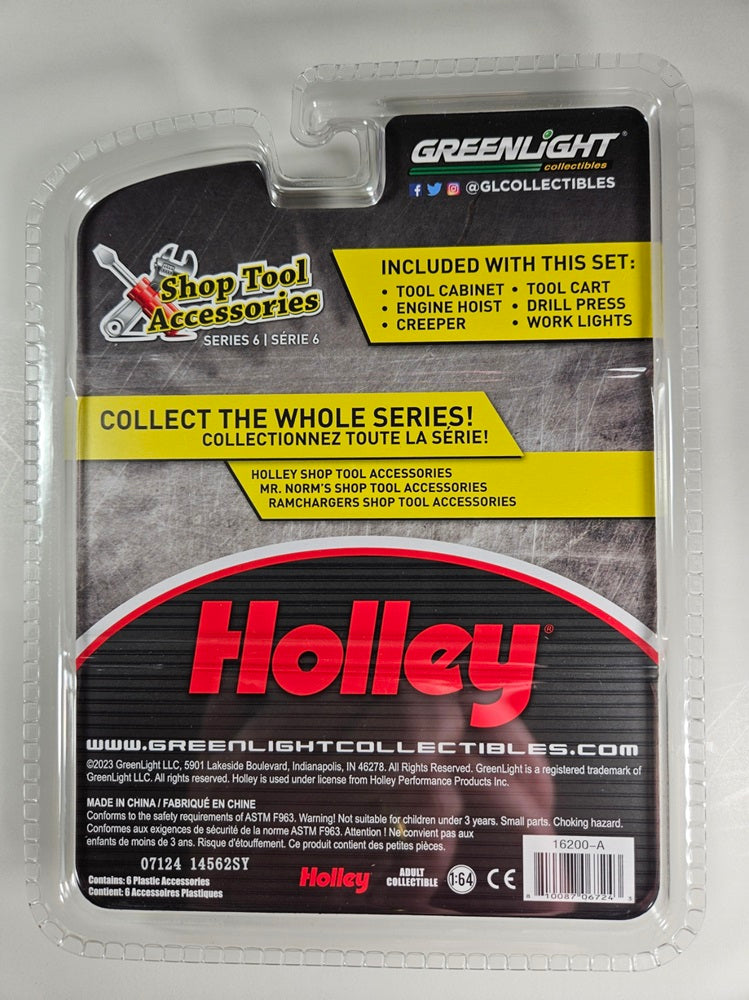 GREENLiGHT®
collectibles
@GLCOLLECTIBLES
Shop Tool
Accessories
SERIES 6 | SÉRIE 6
INCLUDED WITH THIS SET:
• TOOL CABINET • TOOL CART
• ENGINE HOIST • DRILL PRESS
• CREEPER • WORK LIGHTS
COLLECT THE WHOLE SERIES!
COLLECTIONNEZ TOUTE LA SÉRIE!
HOLLEY SHOP TOOL ACCESSORIES
MR. NORM'S SHOP TOOL ACCESSORIES
RAMCHARGERS SHOP TOOL ACCESSORIES
Holley®
WWW.GREENLIGHTCOLLECTIBLES.COM
©2023 GreenLight LLC, 5901 Lakeside Boulevard, Indianapolis, IN 46278. All Rights Reserved. GreenLight is a registered trademark of
GreenLight LLC. All rights reserved. Holley is used under license from Holley Performance Products Inc.
MADE IN CHINA / FABRIQUÉ EN CHINE
Conforms to the safety requirements of ASTM F963. Warning! Not suitable for children under 3 years. Small parts. Choking hazard.
Conformes aux exigences de sécurité de la norme ASTM F963. Attention ! Ne convient pas aux
enfants de moins de 3 ans. Risque d'étouffement. Ce produit contient des petites pièces.
07124 14562SY
Contains: 6 Plastic Accessories
Contient: 6 Accessoires Plastiques
Holley
ADULT
COLLECTIBLE
1:64
CE
16200-A
8 10087 06724 3